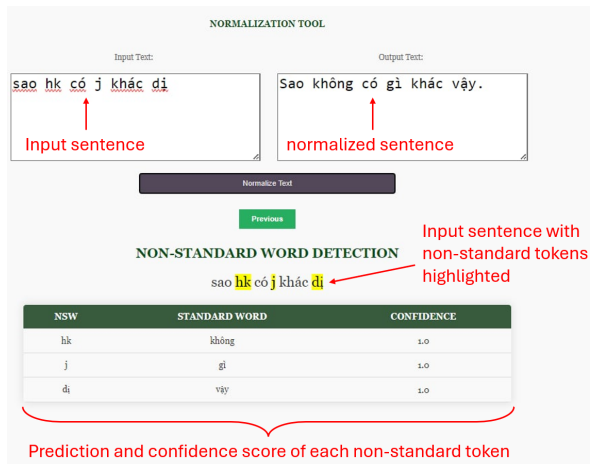 NORMALIZATION TOOL
Input Text:
Output Text:
sao hk có j khác dị
Sao không có gì khác vậy.
Input sentence
normalized sentence
Normalize Text
Previous
Input sentence with
non-standard tokens
highlighted
NON-STANDARD WORD DETECTION
sao hk có j khác dị
NSW STANDARD WORD CONFIDENCE
hk không 1.0
j gì 1.0
dị vậy 1.0
Prediction and confidence score of each non-standard token